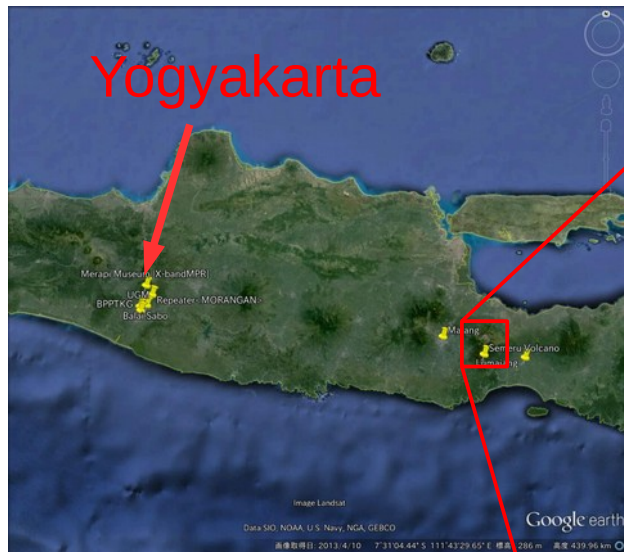 Yogyakarta
Merapi Museum (X-bandMPR)
UGM
Repeater- MORANGAN
BPPTKG
Balai Sabo
Malang
Semeru Volcano
Lumajang
Image Landsat
Data SIO, NOAA, U.S. Navy, NGA, GEBCO
Google earth
画像取得日: 2013/4/10 7°31'04.44" S 111°43'29.65" E 標高 286 m 高度 439.96 km